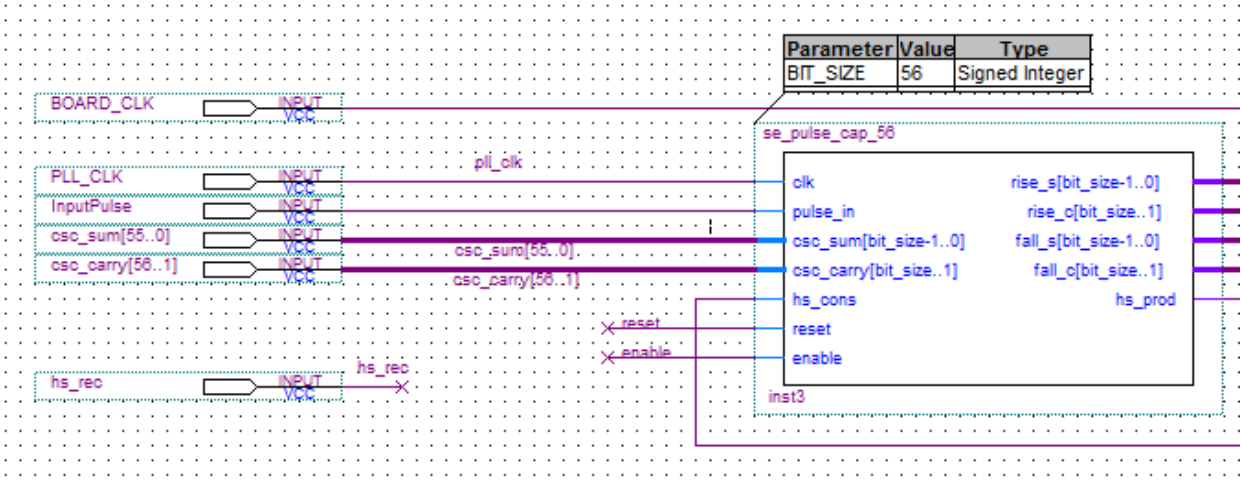 Parameter Value Type
BIT_SIZE 56 Signed Integer
BOARD_CLK INPUT
VCC
se_pulse_cap_56
pll_clk
PLL_CLK INPUT
VCC
clk rise_s[bit_size-1..0]
InputPulse INPUT
VCC
pulse_in rise_c[bit_size..1]
csc_sum[55..0] INPUT
VCC
csc_sum[55..0]
csc_sum[bit_size-1..0] fall_s[bit_size-1..0]
csc_carry[56..1] INPUT
VCC
csc_carry[56..1]
csc_carry[bit_size..1] fall_c[bit_size..1]
hs_cons hs_prod
reset
reset
enable
enable
hs_rec INPUT
VCC
hs_rec
inst3